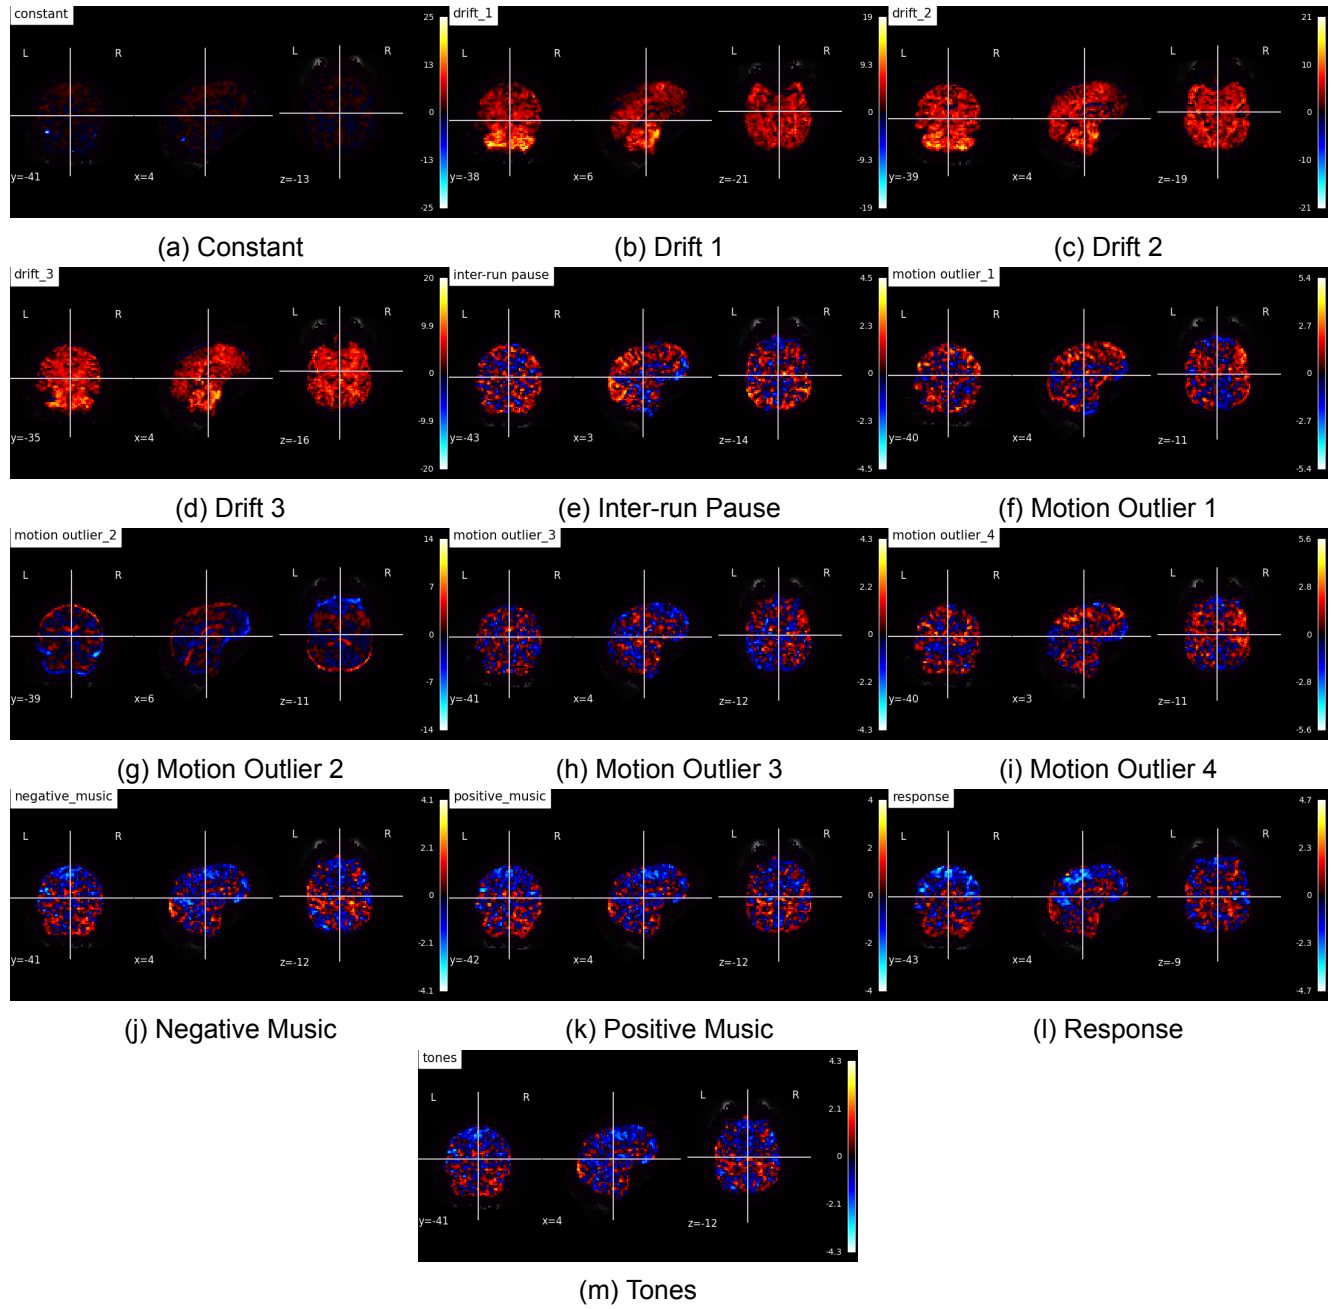 constant
L R L R
y=-41 x=4 z=-13
25
13
0
-13
-25
(a) Constant
drift_1
L R L R
y=-38 x=6 z=-21
19
9.3
0
-9.3
-19
(b) Drift 1
drift_2
L R L R
y=-39 x=4 z=-19
21
10
0
-10
-21
(c) Drift 2
drift_3
L R L R
y=-35 x=4 z=-16
20
9.9
0
-9.9
-20
(d) Drift 3
inter-run pause
L R L R
y=-43 x=3 z=-14
4.5
2.3
0
-2.3
-4.5
(e) Inter-run Pause
motion outlier_1
L R L R
y=-40 x=4 z=-11
5.4
2.7
0
-2.7
-5.4
(f) Motion Outlier 1
motion outlier_2
L R L R
y=-39 x=6 z=-11
14
7
0
-7
-14
(g) Motion Outlier 2
motion outlier_3
L R L R
y=-41 x=4 z=-12
4.3
2.2
0
-2.2
-4.3
(h) Motion Outlier 3
motion outlier_4
L R L R
y=-40 x=3 z=-11
5.6
2.8
0
-2.8
-5.6
(i) Motion Outlier 4
negative_music
L R L R
y=-41 x=4 z=-12
4.1
2.1
0
-2.1
-4.1
(j) Negative Music
positive_music
L R L R
y=-42 x=4 z=-12
4
2
0
-2
-4
(k) Positive Music
response
L R L R
y=-43 x=4 z=-9
4.7
2.4
0
-2.4
-4.7
(l) Response
tones
L R L R
y=-41 x=4 z=-12
4.3
2.1
0
-2.1
-4.3
(m) Tones